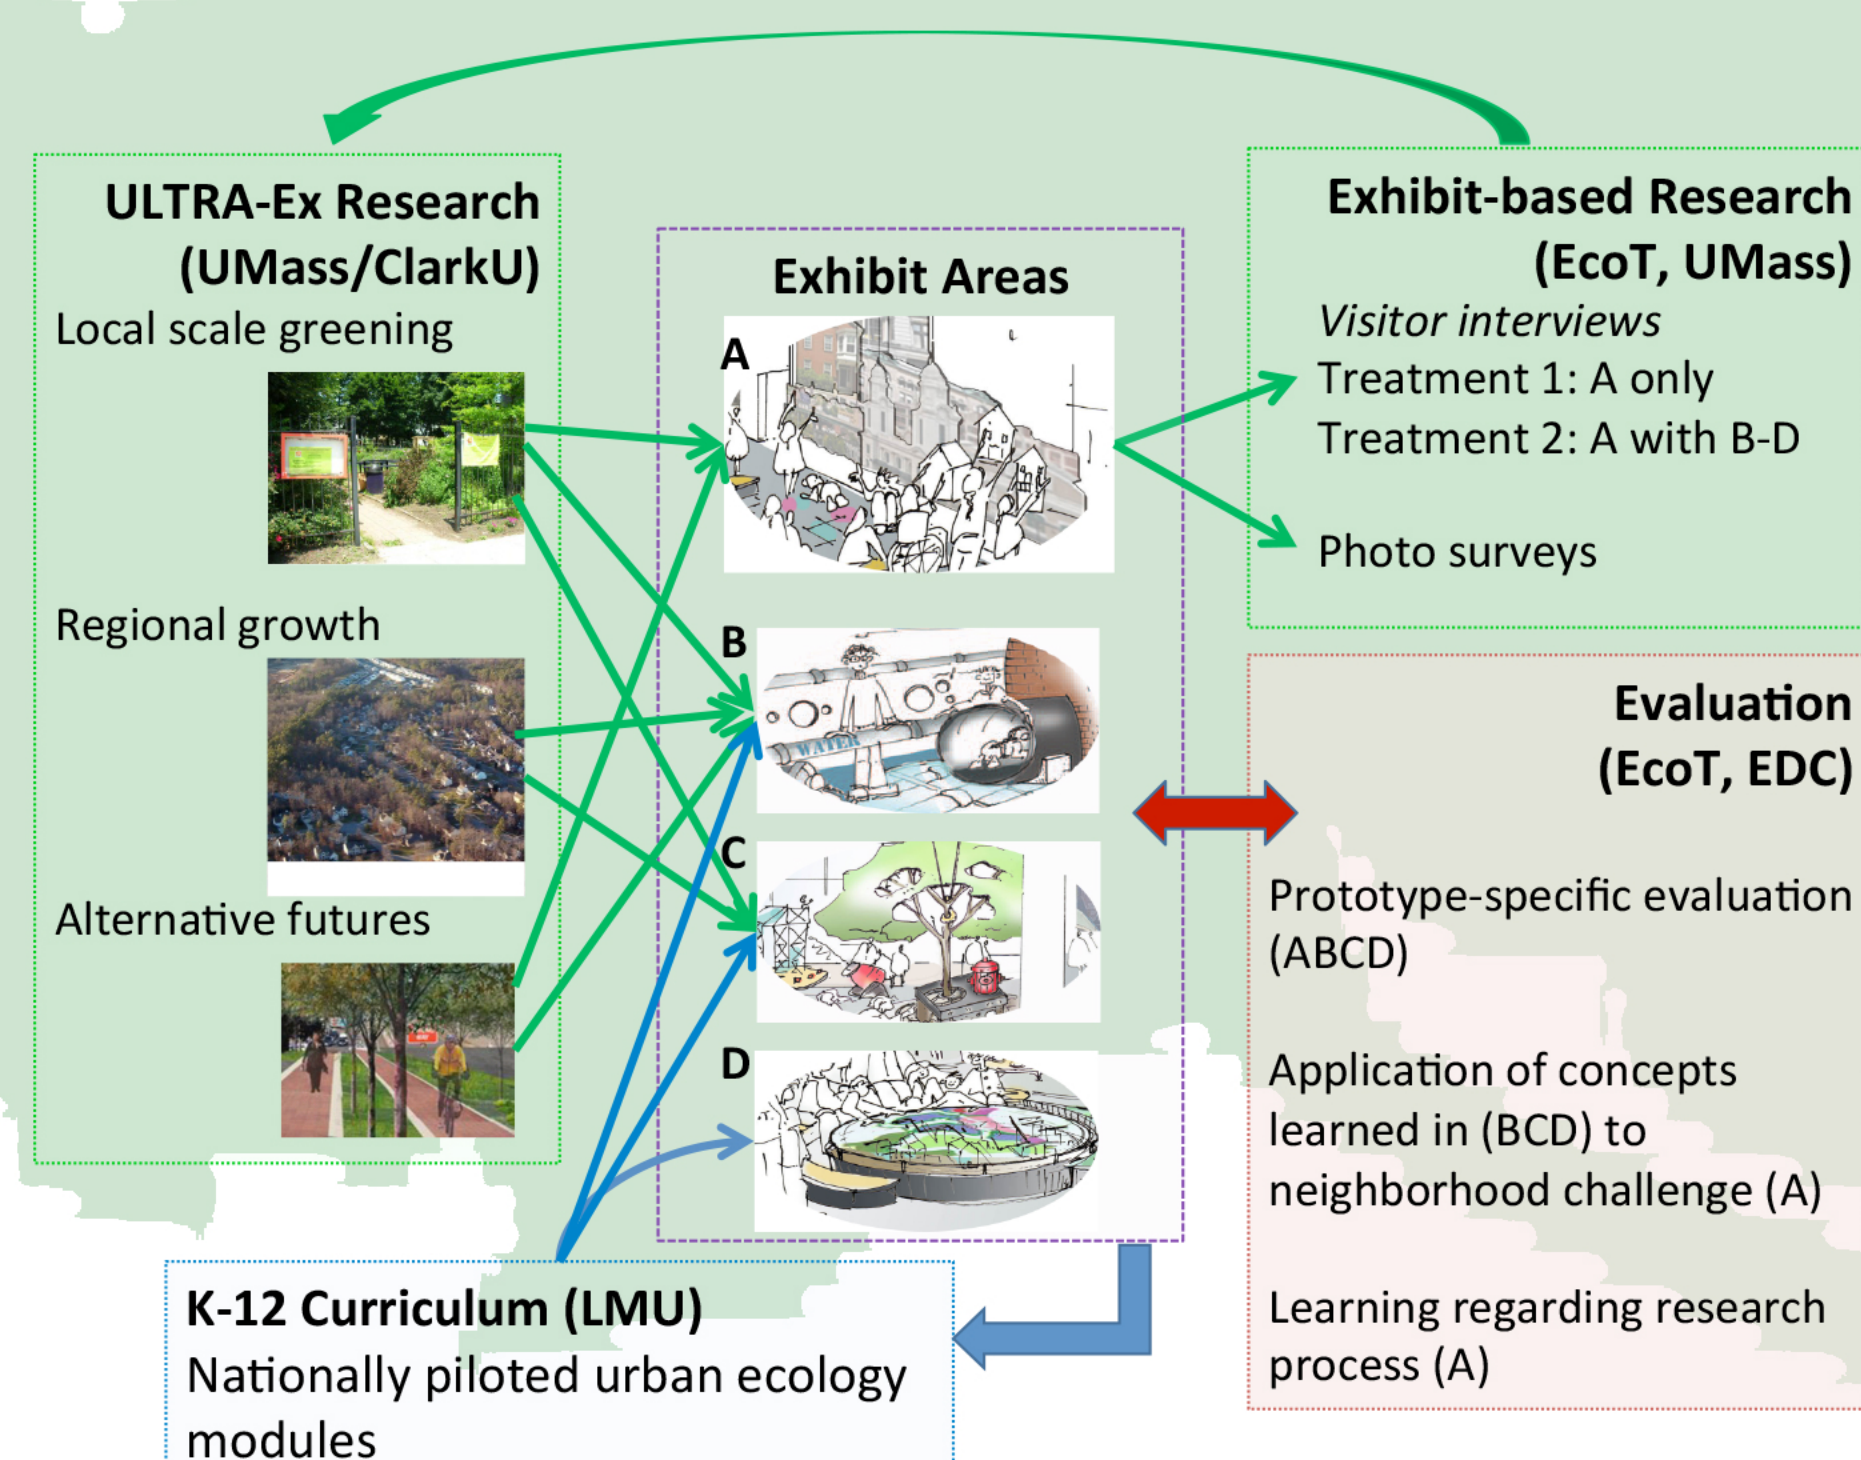 ULTRA-Ex Research
(UMass/ClarkU)
Local scale greening
Regional growth
Alternative futures
Exhibit Areas
A
B
WATER
C
D
Exhibit-based Research
(EcoT, UMass)
Visitor interviews
Treatment 1: A only
Treatment 2: A with B-D
Photo surveys
Evaluation
(EcoT, EDC)
Prototype-specific evaluation
(ABCD)
Application of concepts
learned in (BCD) to
neighborhood challenge (A)
Learning regarding research
process (A)
K-12 Curriculum (LMU)
Nationally piloted urban ecology
modules